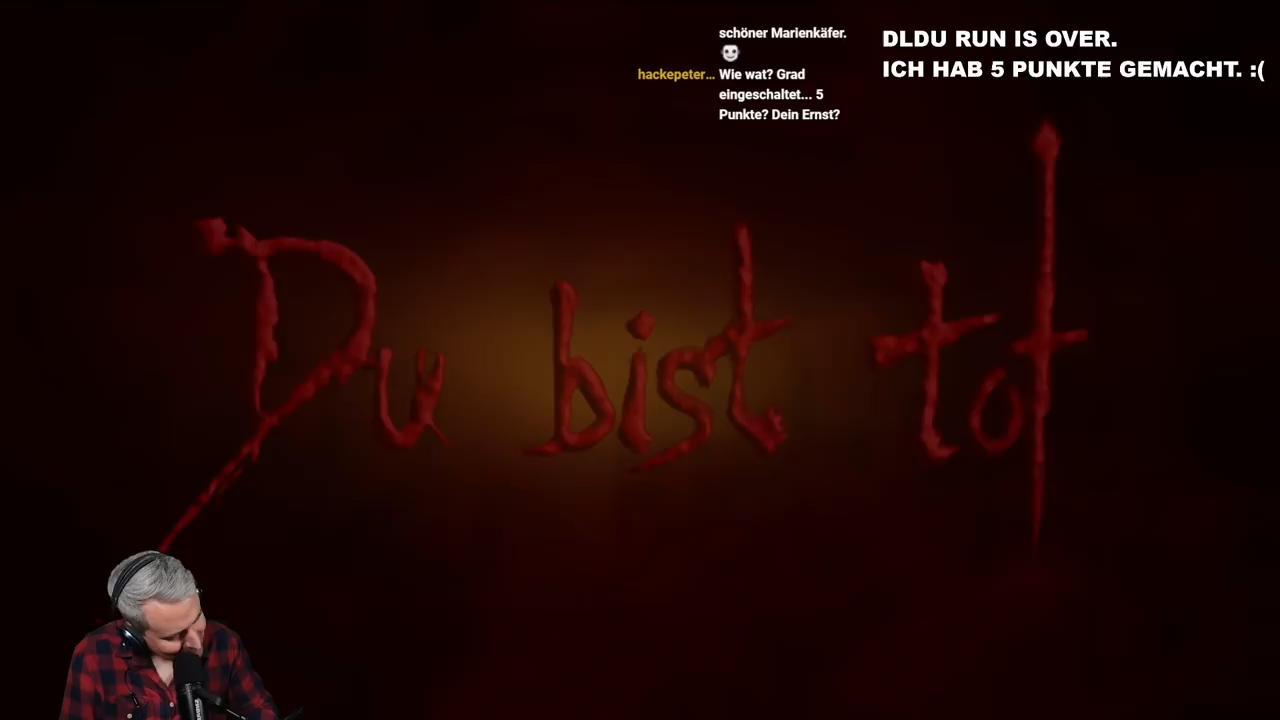 schöner Marienkäfer.
hackepeter… Wie wat? Grad
eingeschaltet... 5
Punkte? Dein Ernst?
DLDU RUN IS OVER.
ICH HAB 5 PUNKTE GEMACHT. :(
Du bist tot